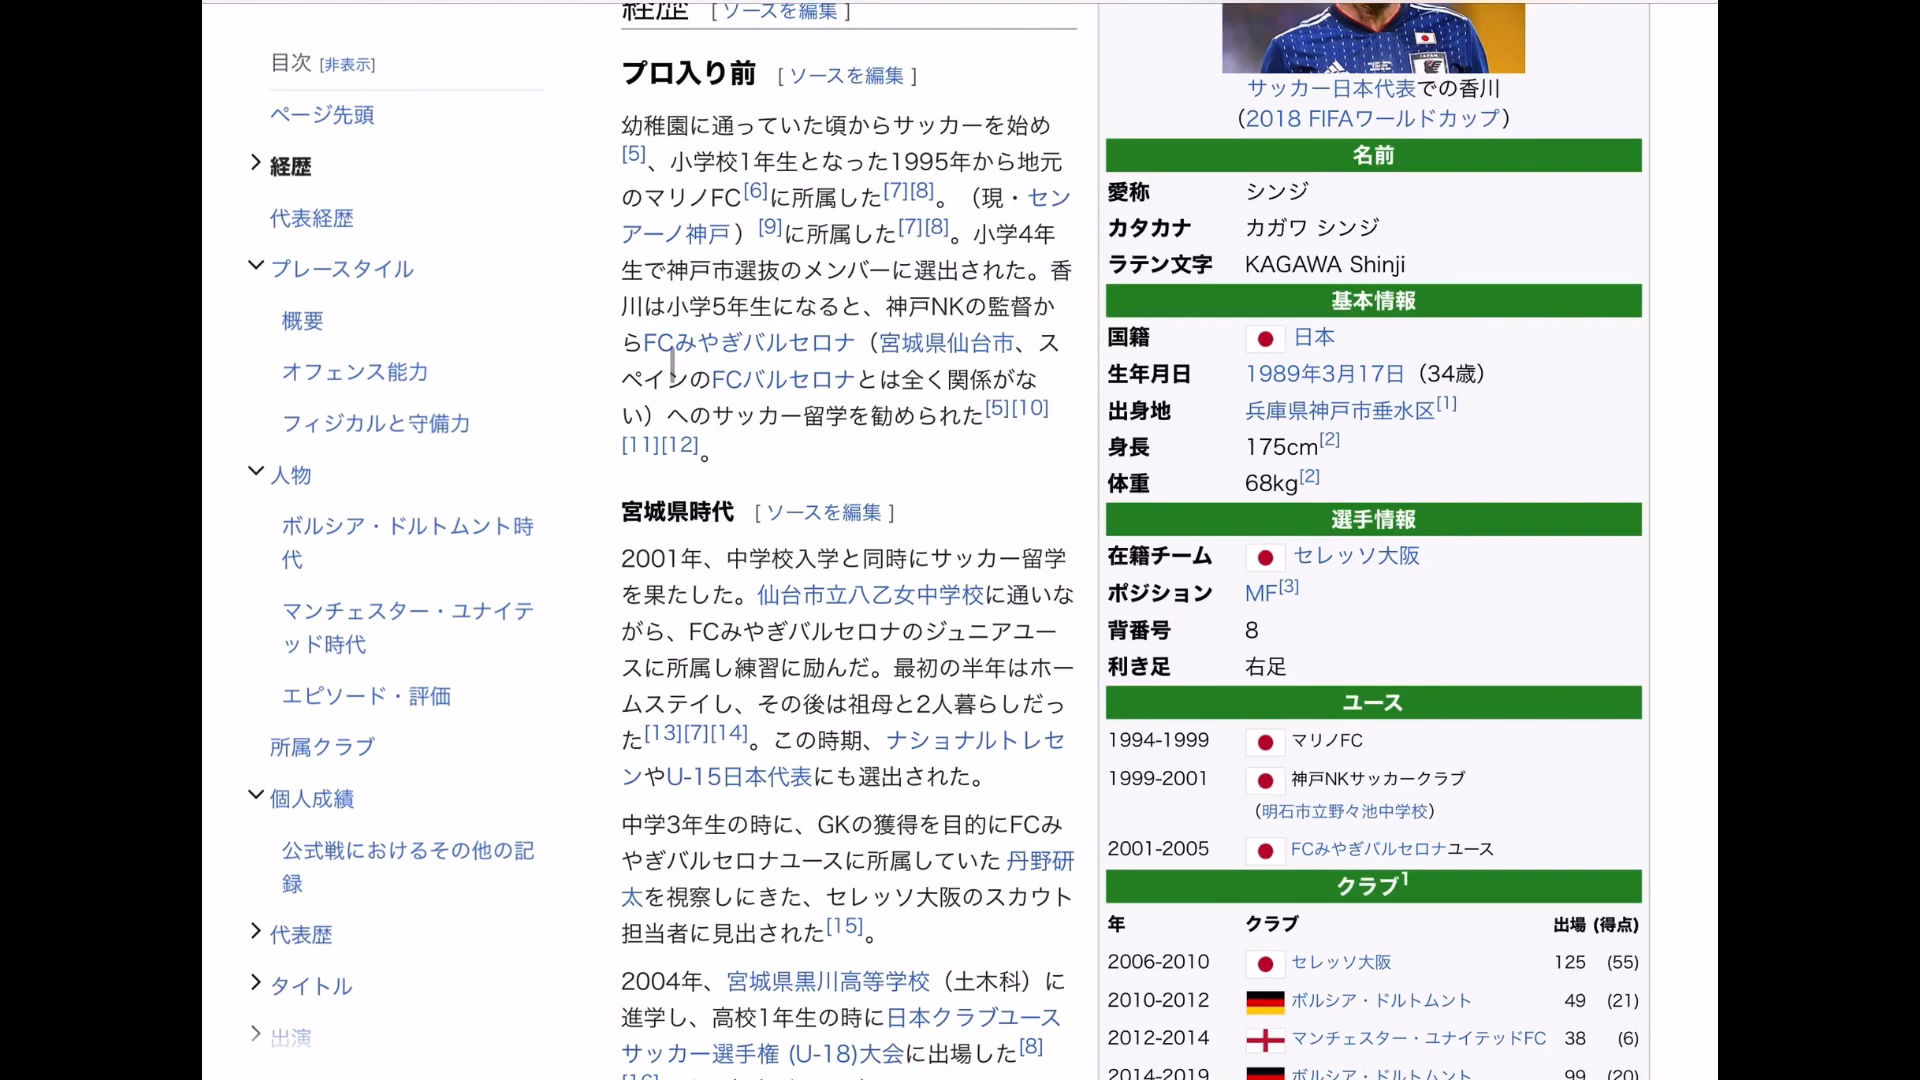 目次 [非表示]
ページ先頭
経歴
代表経歴
プレースタイル
概要
オフェンス能力
フィジカルと守備力
人物
ボルシア・ドルトムント時
代
マンチェスター・ユナイテ
ッド時代
エピソード・評価
所属クラブ
個人成績
公式戦におけるその他の記
録
代表歴
タイトル
出演
経歴 [ ソースを編集 ]
プロ入り前 [ ソースを編集 ]
幼稚園に通っていた頃からサッカーを始め
[5]、小学校1年生となった1995年から地元
のマリノFC[6]に所属した[7][8]。（現・セン
アーノ神戸）[9]に所属した[7][8]。小学4年
生で神戸市選抜のメンバーに選出された。香
川は小学5年生になると、神戸NKの監督か
らFCみやぎバルセロナ（宮城県仙台市、ス
ペインのFCバルセロナとは全く関係がな
い）へのサッカー留学を勧められた[5][10]
[11][12]。
宮城県時代 [ ソースを編集 ]
2001年、中学校入学と同時にサッカー留学
を果たした。仙台市立八乙女中学校に通いな
がら、FCみやぎバルセロナのジュニアユー
スに所属し練習に励んだ。最初の半年はホー
ムステイし、その後は祖母と2人暮らしだっ
た[13][7][14]。この時期、ナショナルトレセ
ンやU-15日本代表にも選出された。
中学3年生の時に、GKの獲得を目的にFCみ
やぎバルセロナユースに所属していた 丹野研
太を視察しにきた、セレッソ大阪のスカウト
担当者に見出された[15]。
2004年、宮城県黒川高等学校（土木科）に
進学し、高校1年生の時に日本クラブユース
サッカー選手権 (U-18)大会に出場した[8]
[16]
JAPAN
サッカー日本代表での香川
（2018 FIFAワールドカップ）
名前
愛称 シンジ
カタカナ カガワ シンジ
ラテン文字 KAGAWA Shinji
基本情報
国籍 日本
生年月日 1989年3月17日（34歳）
出身地 兵庫県神戸市垂水区[1]
身長 175cm[2]
体重 68kg[2]
選手情報
在籍チーム セレッソ大阪
ポジション MF[3]
背番号 8
利き足 右足
ユース
1994-1999 マリノFC
1999-2001 神戸NKサッカークラブ
（明石市立野々池中学校）
2001-2005 FCみやぎバルセロナユース
クラブ1
年 クラブ 出場 (得点)
2006-2010 セレッソ大阪 125 (55)
2010-2012 ボルシア・ドルトムント 49 (21)
2012-2014 マンチェスター・ユナイテッドFC 38 (6)
2014-2019 ボルシア・ドルトムント 99 (20)